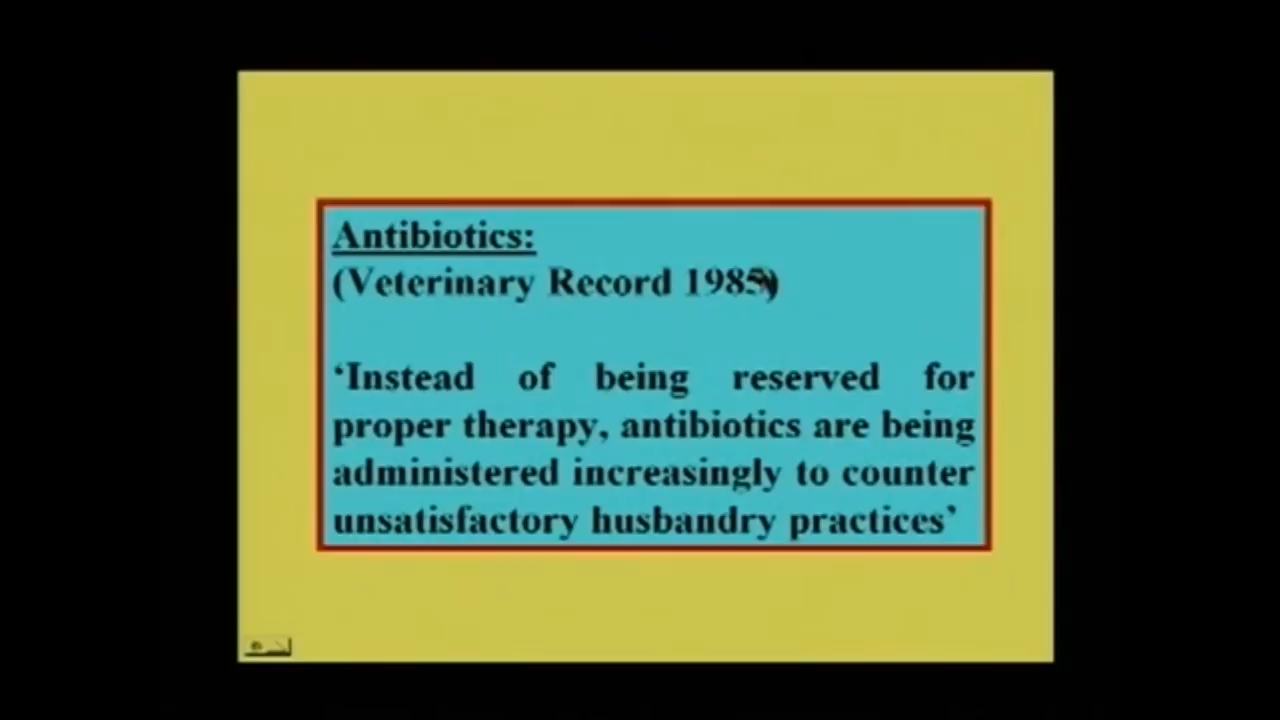 Antibiotics:
(Veterinary Record 1985)
‘Instead of being reserved for
proper therapy, antibiotics are being
administered increasingly to counter
unsatisfactory husbandry practices’